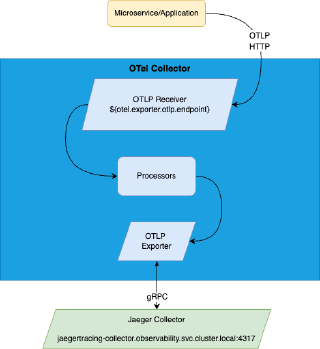 Microservice/Application
OTLP
HTTP
OTel Collector
OTLP Receiver
${otel.exporter.otlp.endpoint}
Processors
OTLP
Exporter
gRPC
Jaeger Collector
jaegertracing-collector.observability.svc.cluster.local:4317